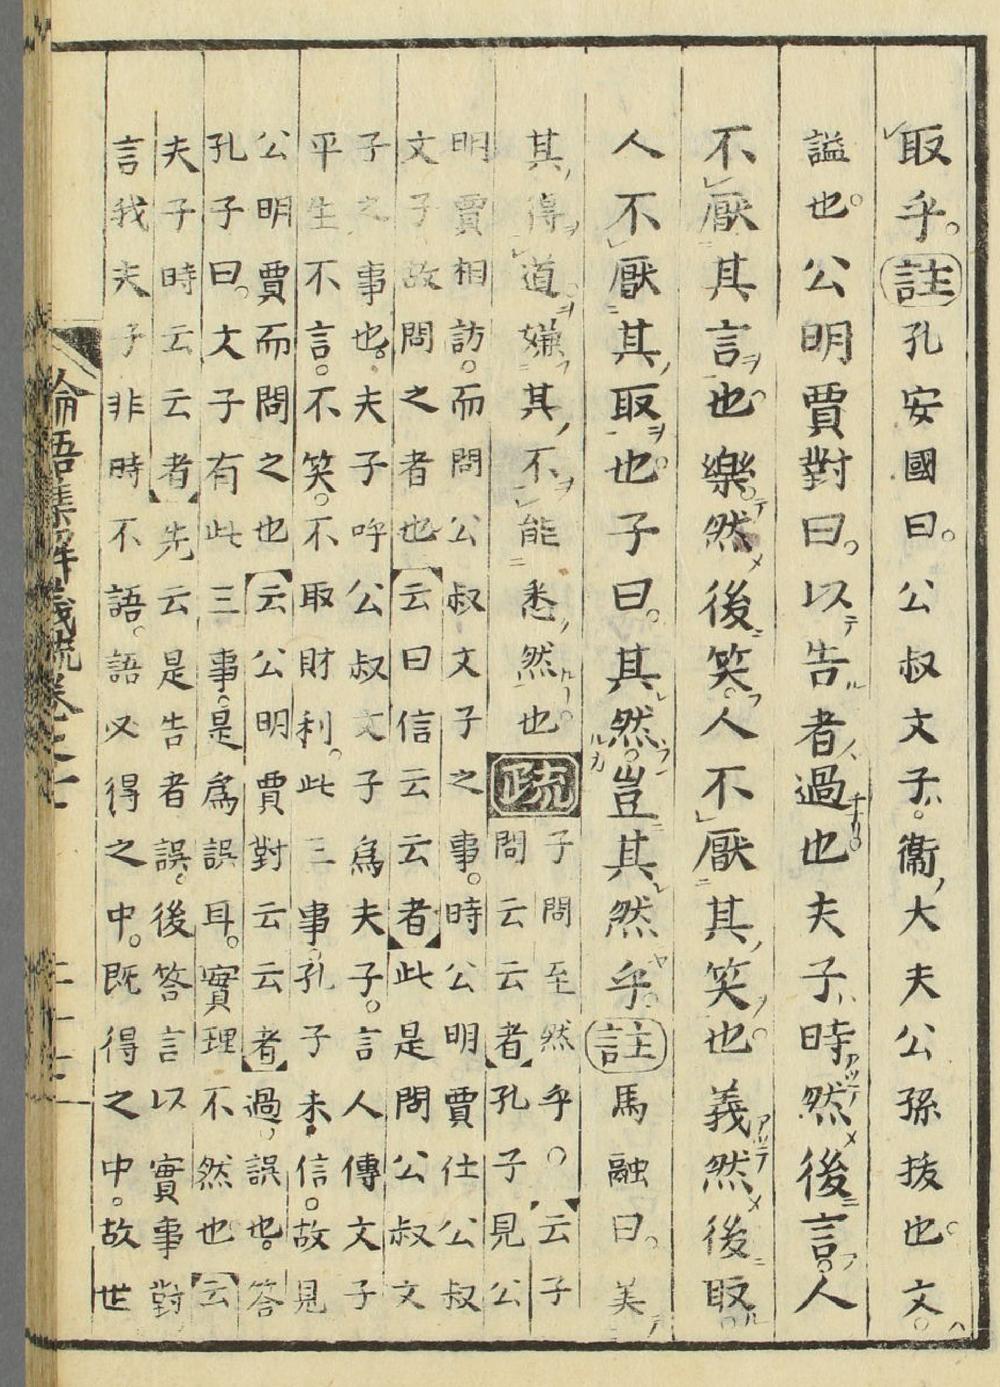 取乎。註孔安國曰。公叔文子。衞大夫公孫拔也。文。
謚也。公明賈對曰。以告者過也夫子時然後言。人
不厭其言也。樂然後笑。人不厭其笑也。義然後取
人不厭其取也。子曰。其然。豈其然乎。註馬融曰。美
其得道嫌其不能悉然也。疏
子問至然乎。○云子
問云云者孔子見公
明賈相訪。而問公叔文子之事。時公明賈仕公叔
文子故問之者也云曰信云云者此是問公叔文
子之事也。夫子呼公叔文子爲夫子。言人傳文子
平生不言。不笑。不取財利。此三事。孔子未信。故見
公明賈而問之也云公明賈對云云者過。誤也。答
孔子曰。文子有此三事。是爲誤耳。實理不然也云
夫子時云云者先云是告者誤。後答言以實事對
言我夫子非時不語。語必得之中。既得之中。故世
論語集解義疏卷之七